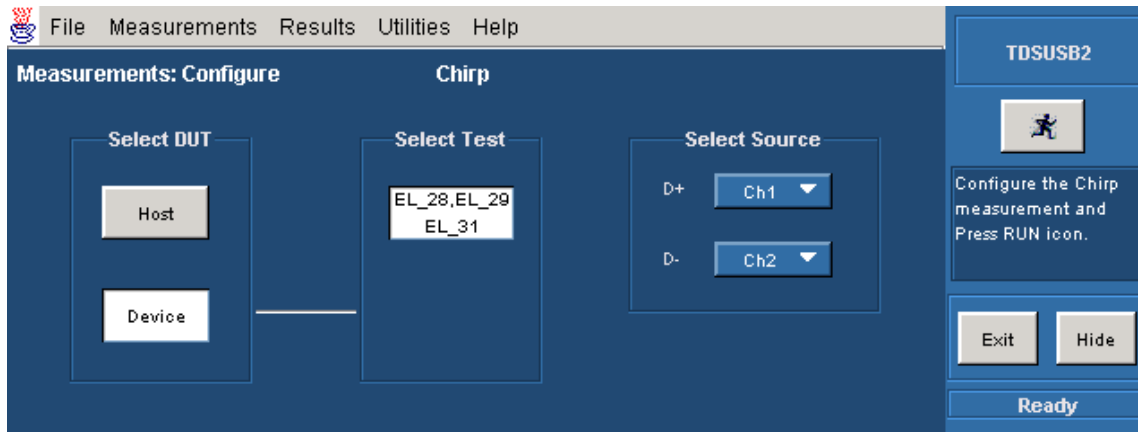 File Measurements Results Utilities Help
Measurements: Configure Chirp
Select DUT
Host
Device
Select Test
EL_28,EL_29
EL_31
Select Source
D+ Ch1
D- Ch2
TDSUSB2
Configure the Chirp
measurement and
Press RUN icon.
Exit Hide
Ready